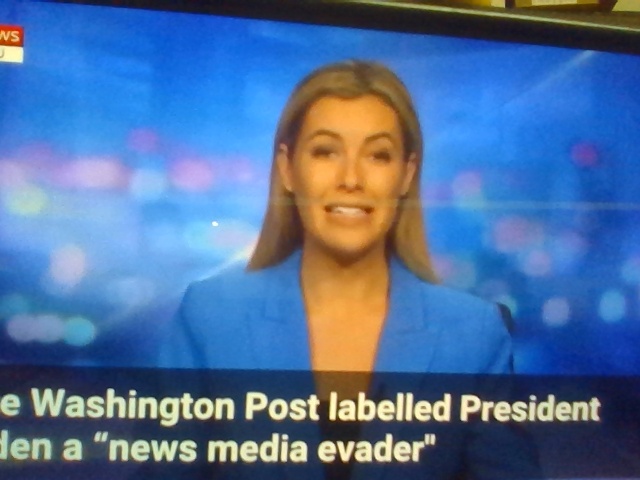 WS
e Washington Post labelled President
den a “news media evader"